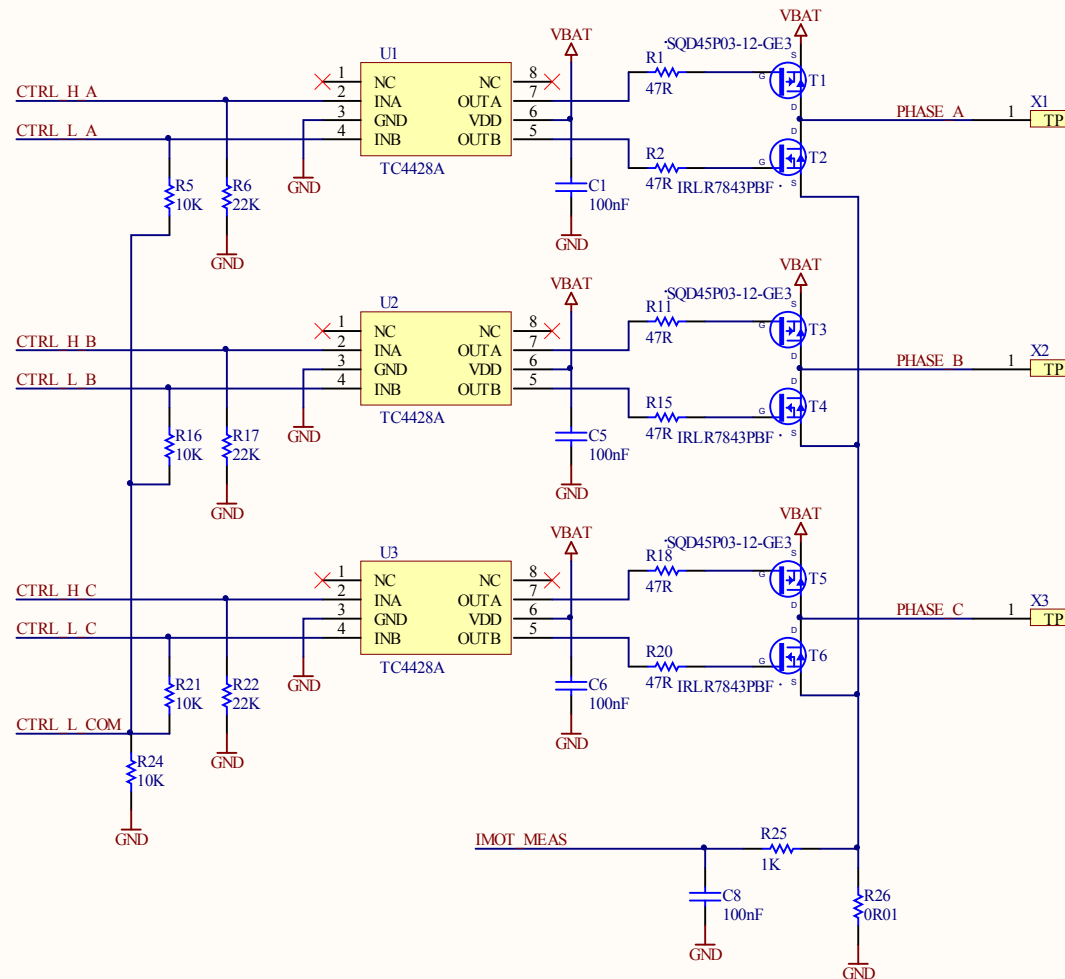 VBAT
·SQD45P03-12-GE3
VBAT
U1
R1
47R
S
G
T1
D
1 NC NC 8
CTRL_H_A
2 INA OUTA 7
3 GND VDD 6
CTRL_L_A
4 INB OUTB 5
TC4428A
PHASE_A
1
X1
TP
R2
47R
D
G
T2
S
IRLR7843PBF ·
GND
R5
10K
R6
22K
GND
C1
100nF
GND
VBAT
·SQD45P03-12-GE3
VBAT
U2
R11
47R
S
G
T3
D
1 NC NC 8
CTRL_H_B
2 INA OUTA 7
3 GND VDD 6
CTRL_L_B
4 INB OUTB 5
TC4428A
PHASE_B
1
X2
TP
R15
47R
D
G
T4
S
IRLR7843PBF ·
GND
R16
10K
R17
22K
GND
C5
100nF
GND
VBAT
·SQD45P03-12-GE3
VBAT
U3
R18
47R
S
G
T5
D
1 NC NC 8
CTRL_H_C
2 INA OUTA 7
3 GND VDD 6
CTRL_L_C
4 INB OUTB 5
TC4428A
PHASE_C
1
X3
TP
R20
47R
D
G
T6
S
IRLR7843PBF ·
GND
R21
10K
R22
22K
GND
C6
100nF
GND
CTRL_L_COM
R24
10K
GND
IMOT_MEAS
R25
1K
C8
100nF
GND
R26
0R01
GND